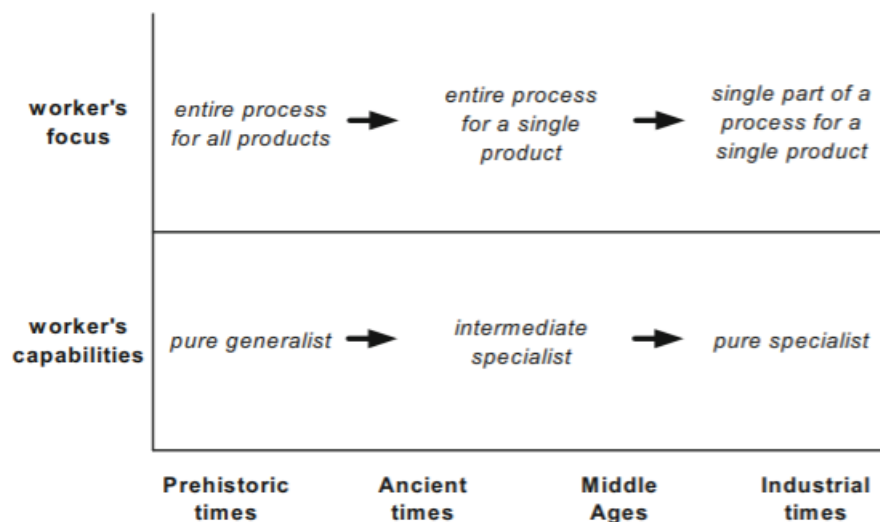 worker's
focus
entire process
for all products
entire process
for a single
product
single part of a
process for a
single product
worker's
capabilities
pure generalist
intermediate
specialist
pure specialist
Prehistoric
times
Ancient
times
Middle
Ages
Industrial
times